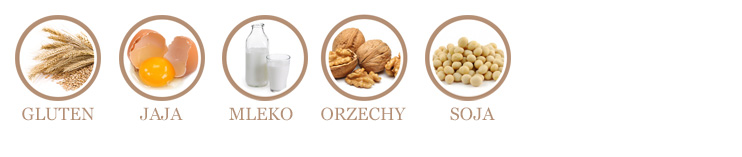 GLUTEN JAJA MLEKO ORZECHY SOJA